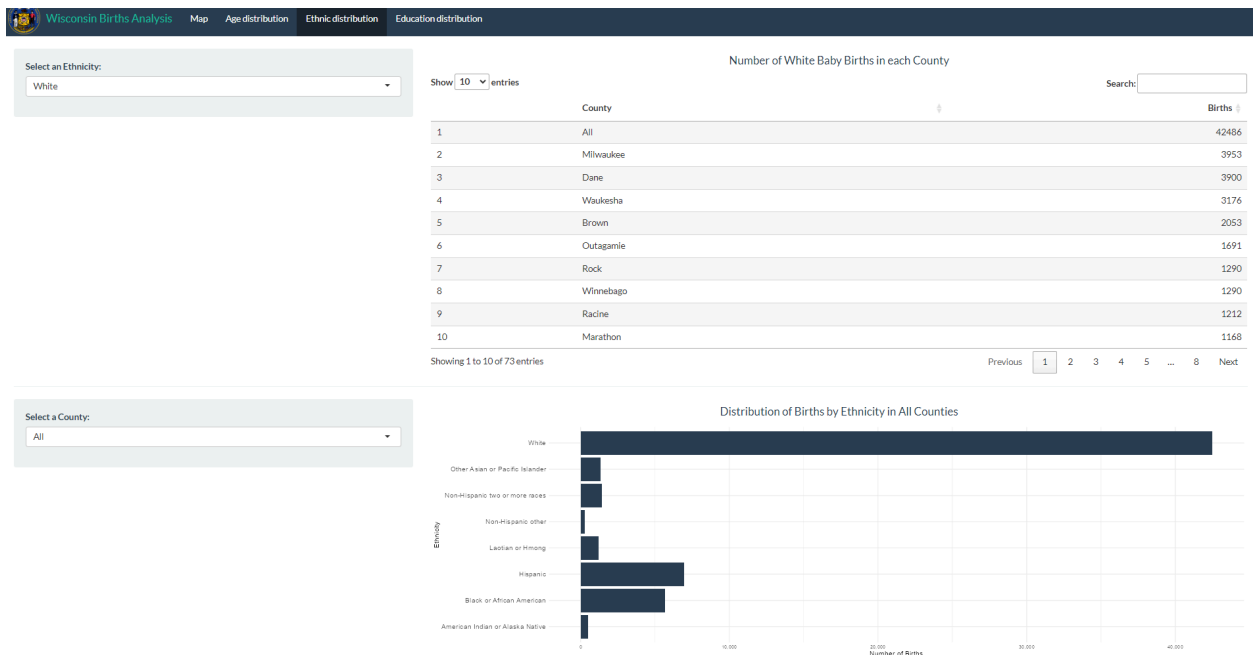 Wisconsin Births Analysis Map Age distribution Ethnic distribution Education distribution
Select an Ethnicity:
White
Number of White Baby Births in each County
Show 10 entries
Search:
County Births
1 All 42486
2 Milwaukee 3953
3 Dane 3900
4 Waukesha 3176
5 Brown 2053
6 Outagamie 1691
7 Rock 1290
8 Winnebago 1290
9 Racine 1212
10 Marathon 1168
Showing 1 to 10 of 73 entries
Previous 1 2 3 4 5 ... 8 Next
Select a County:
All
Distribution of Births by Ethnicity in All Counties
White
Other Asian or Pacific Islander
Non-Hispanic two or more races
Non-Hispanic other
Laotian or Hmong
Hispanic
Black or African American
American Indian or Alaska Native
Ethnicity
0 10,000 20,000 30,000 40,000
Number of Births